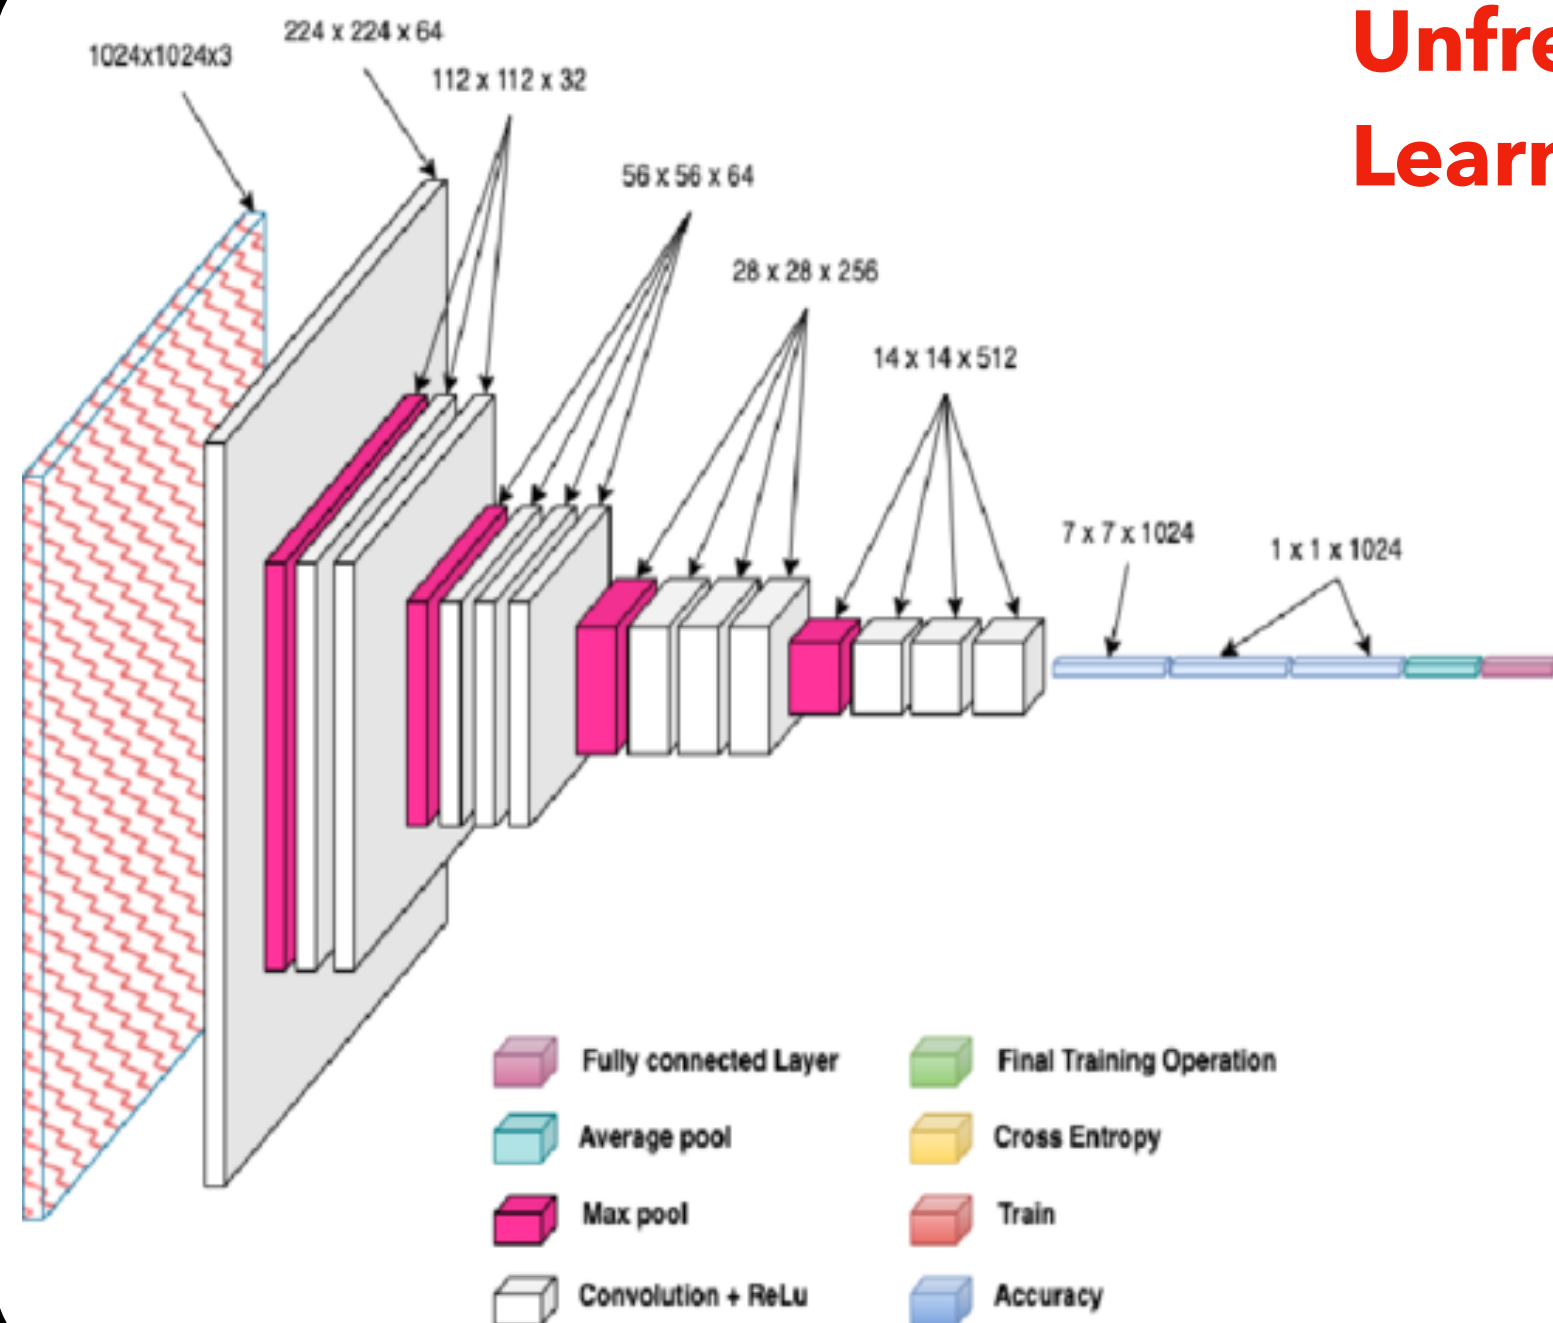 Unfre
Learn
1024x1024x3
224 x 224 x 64
112 x 112 x 32
56 x 56 x 64
28 x 28 x 256
14 x 14 x 512
7 x 7 x 1024
1 x 1 x 1024
Fully connected Layer
Final Training Operation
Average pool
Cross Entropy
Max pool
Train
Convolution + ReLu
Accuracy